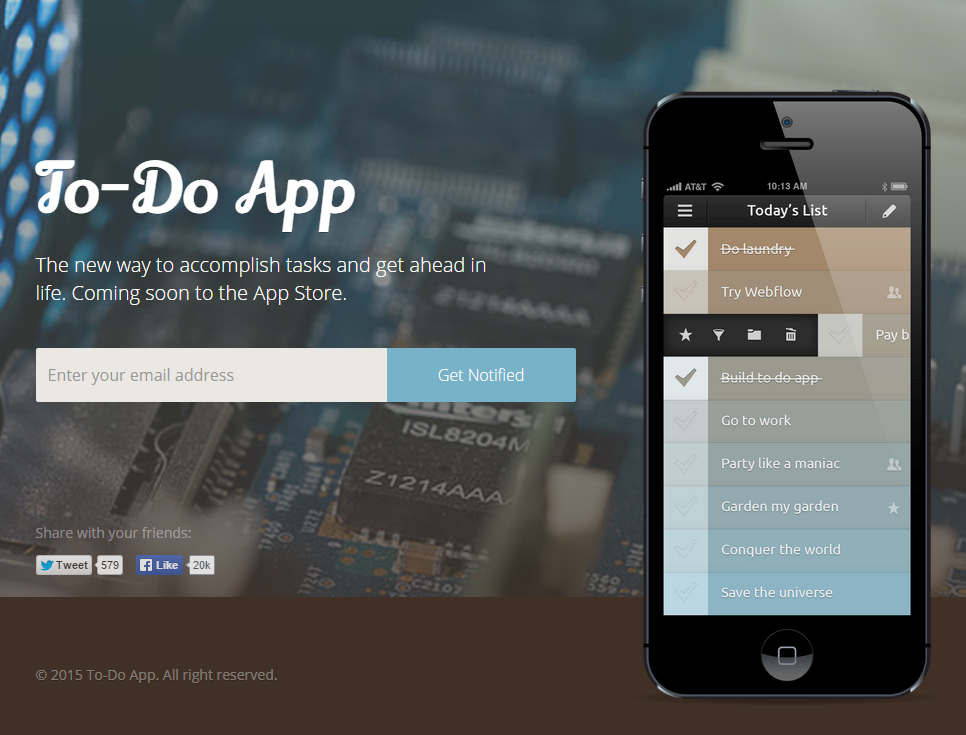 To-Do App
The new way to accomplish tasks and get ahead in
life. Coming soon to the App Store.
Enter your email address
Get Notified
ISL8204M
Z1214AAA
Share with your friends:
Tweet 579 Like 20k
© 2015 To-Do App. All right reserved.
AT&T 10:13 AM
Today's List
Do laundry
Try Webflow
Pay b
Build to do app
Go to work
Party like a maniac
Garden my garden
Conquer the world
Save the universe